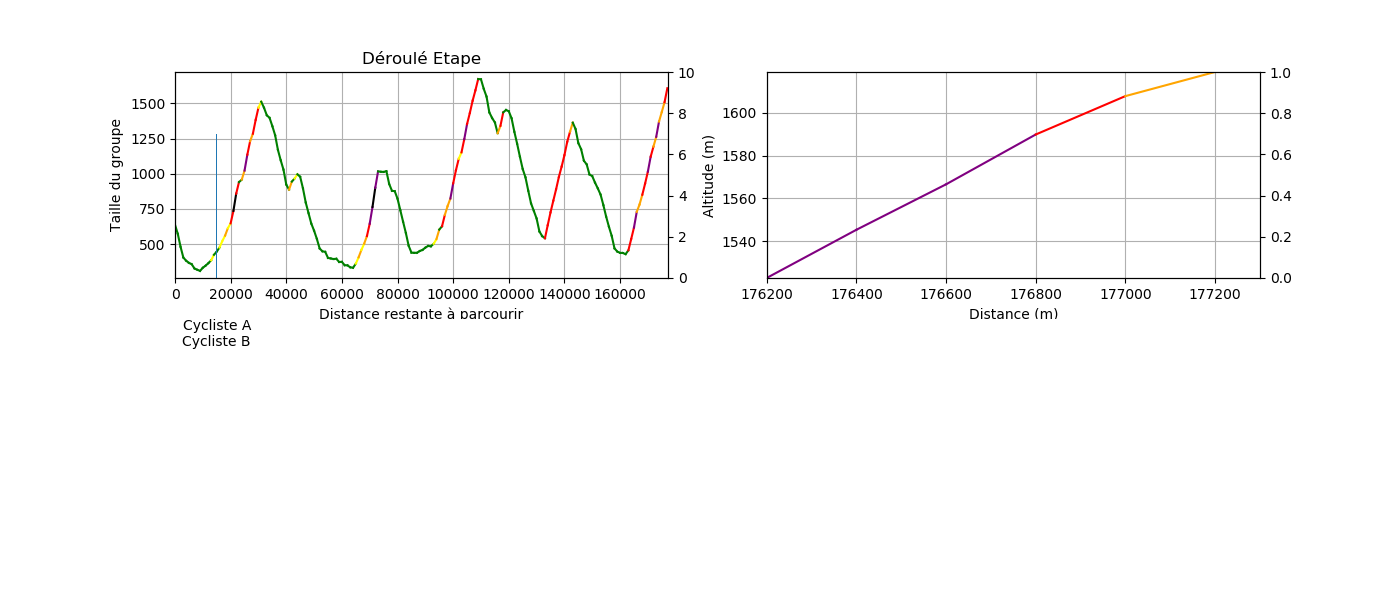 Déroulé Etape
Taille du groupe
1500
1250
1000
750
500
10
8
6
4
2
0
0 20000 40000 60000 80000 100000 120000 140000 160000
Distance restante à parcourir
Cycliste A
Cycliste B
Altitude (m)
1600
1580
1560
1540
1.0
0.8
0.6
0.4
0.2
0.0
176200 176400 176600 176800 177000 177200
Distance (m)